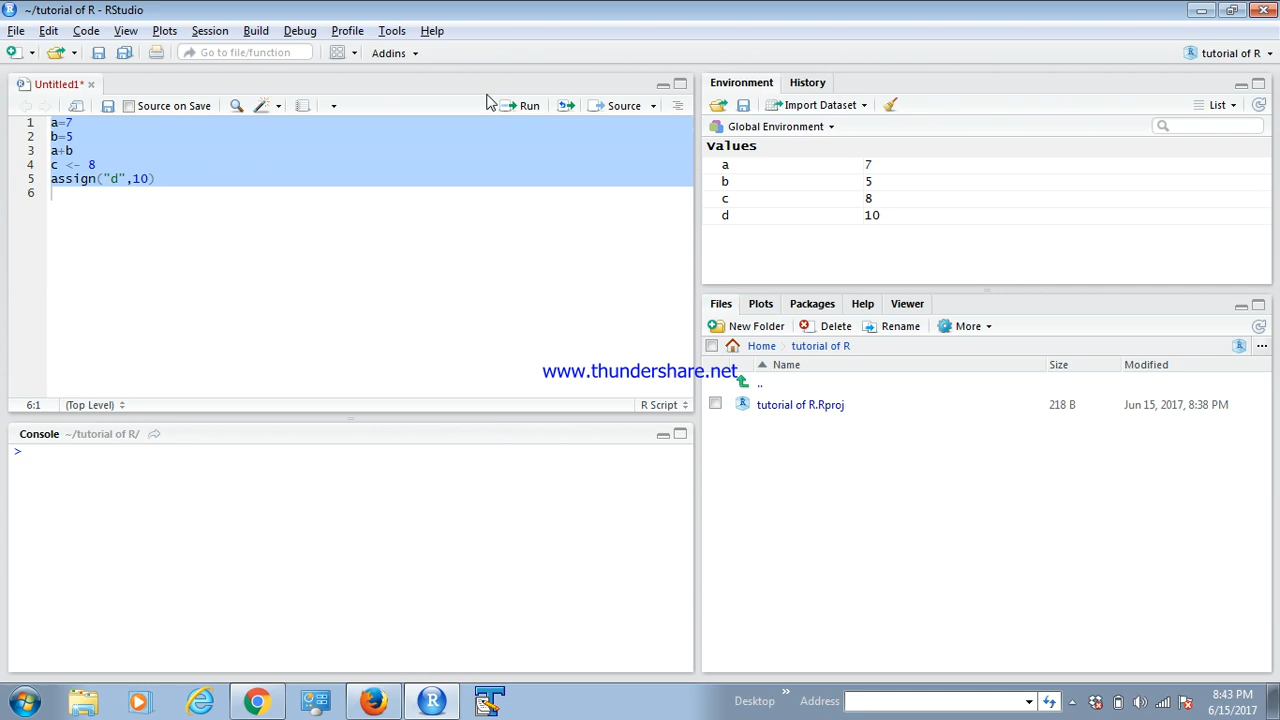 ~/tutorial of R - RStudio
File Edit Code View Plots Session Build Debug Profile Tools Help
Go to file/function Addins tutorial of R
Untitled1*
Source on Save Run Source
1 a=7
2 b=5
3 a+b
4 c <- 8
5 assign("d",10)
6
6:1 (Top Level) R Script
Console ~/tutorial of R/
>
Environment History
Import Dataset List
Global Environment
Values
a 7
b 5
c 8
d 10
Files Plots Packages Help Viewer
New Folder Delete Rename More
Home tutorial of R
Name Size Modified
www.thundershare.net
..
tutorial of R.Rproj 218 B Jun 15, 2017, 8:38 PM
Desktop Address
8:43 PM
6/15/2017